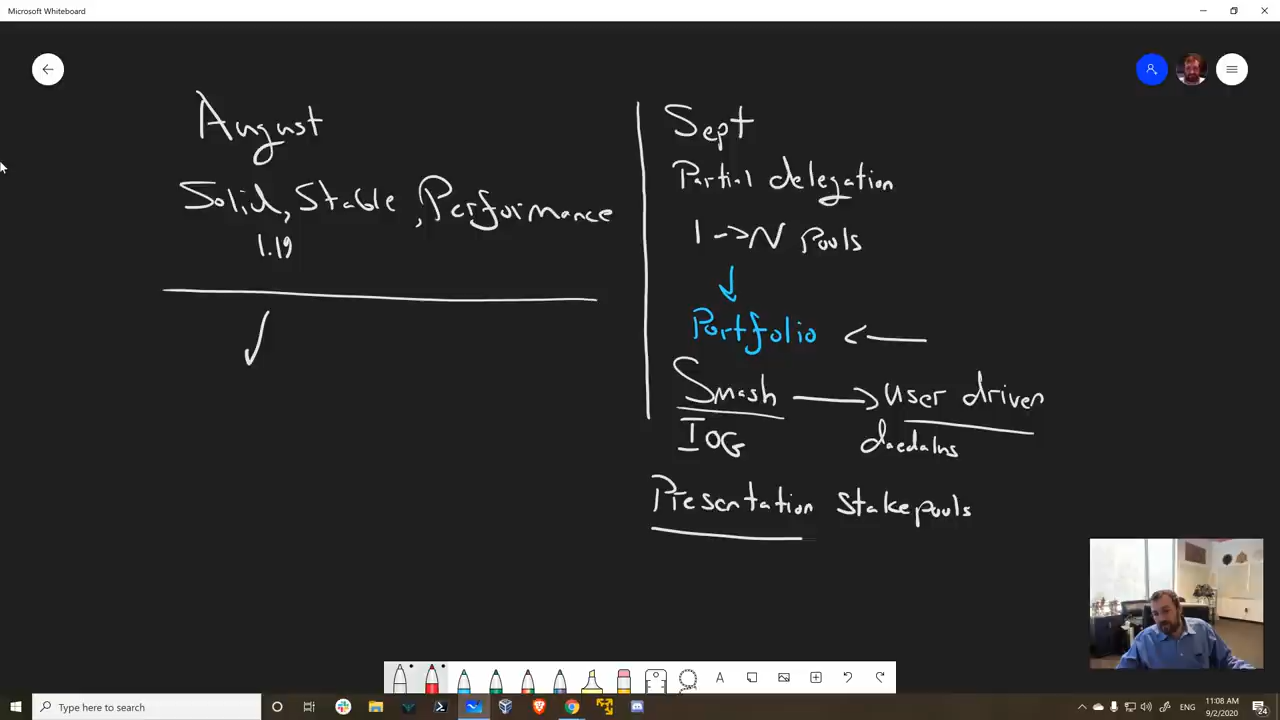 Microsoft Whiteboard
August
Solid, Stable, Performance
1.19
Sept
Partial delegation
1 -> N Pools
Portfolio
Smash → user driven
IOG
daedalus
Presentation Stakepools
A
Type here to search
ENG
11:08 AM
9/2/2020
24